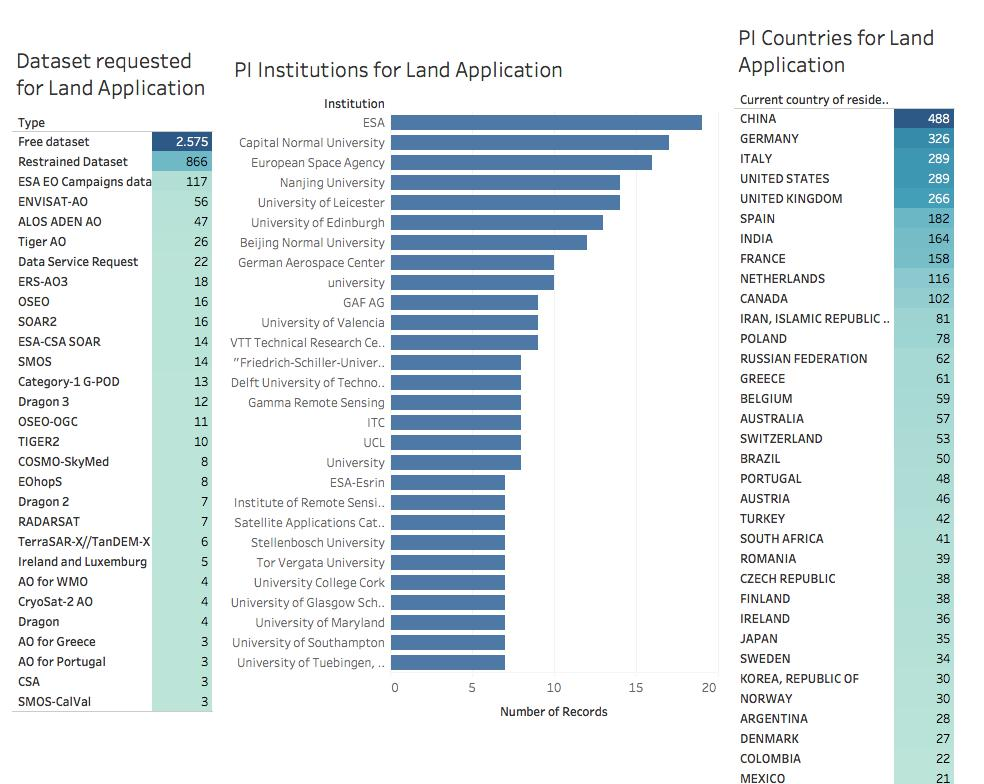 Dataset requested
for Land Application
Type
Free dataset 2.575
Restrained Dataset 866
ESA EO Campaigns data 117
ENVISAT-AO 56
ALOS ADEN AO 47
Tiger AO 26
Data Service Request 22
ERS-AO3 18
OSEO 16
SOAR2 16
ESA-CSA SOAR 14
SMOS 14
Category-1 G-POD 13
Dragon 3 12
OSEO-OGC 11
TIGER2 10
COSMO-SkyMed 8
EOhopS 8
Dragon 2 7
RADARSAT 7
TerraSAR-X//TanDEM-X 6
Ireland and Luxemburg 5
AO for WMO 4
CryoSat-2 AO 4
Dragon 4
AO for Greece 3
AO for Portugal 3
CSA 3
SMOS-CalVal 3
PI Institutions for Land Application
Institution
ESA
Capital Normal University
European Space Agency
Nanjing University
University of Leicester
University of Edinburgh
Beijing Normal University
German Aerospace Center
university
GAF AG
University of Valencia
VTT Technical Research Ce..
"Friedrich-Schiller-Univer..
Delft University of Techno..
Gamma Remote Sensing
ITC
UCL
University
ESA-Esrin
Institute of Remote Sensi..
Satellite Applications Cat..
Stellenbosch University
Tor Vergata University
University College Cork
University of Glasgow Sch..
University of Maryland
University of Southampton
University of Tuebingen, ..
0 5 10 15 20
Number of Records
PI Countries for Land
Application
Current country of reside..
CHINA 488
GERMANY 326
ITALY 289
UNITED STATES 289
UNITED KINGDOM 266
SPAIN 182
INDIA 164
FRANCE 158
NETHERLANDS 116
CANADA 102
IRAN, ISLAMIC REPUBLIC .. 81
POLAND 78
RUSSIAN FEDERATION 62
GREECE 61
BELGIUM 59
AUSTRALIA 57
SWITZERLAND 53
BRAZIL 50
PORTUGAL 48
AUSTRIA 46
TURKEY 42
SOUTH AFRICA 41
ROMANIA 39
CZECH REPUBLIC 38
FINLAND 38
IRELAND 36
JAPAN 35
SWEDEN 34
KOREA, REPUBLIC OF 30
NORWAY 30
ARGENTINA 28
DENMARK 27
COLOMBIA 22
MEXICO 21